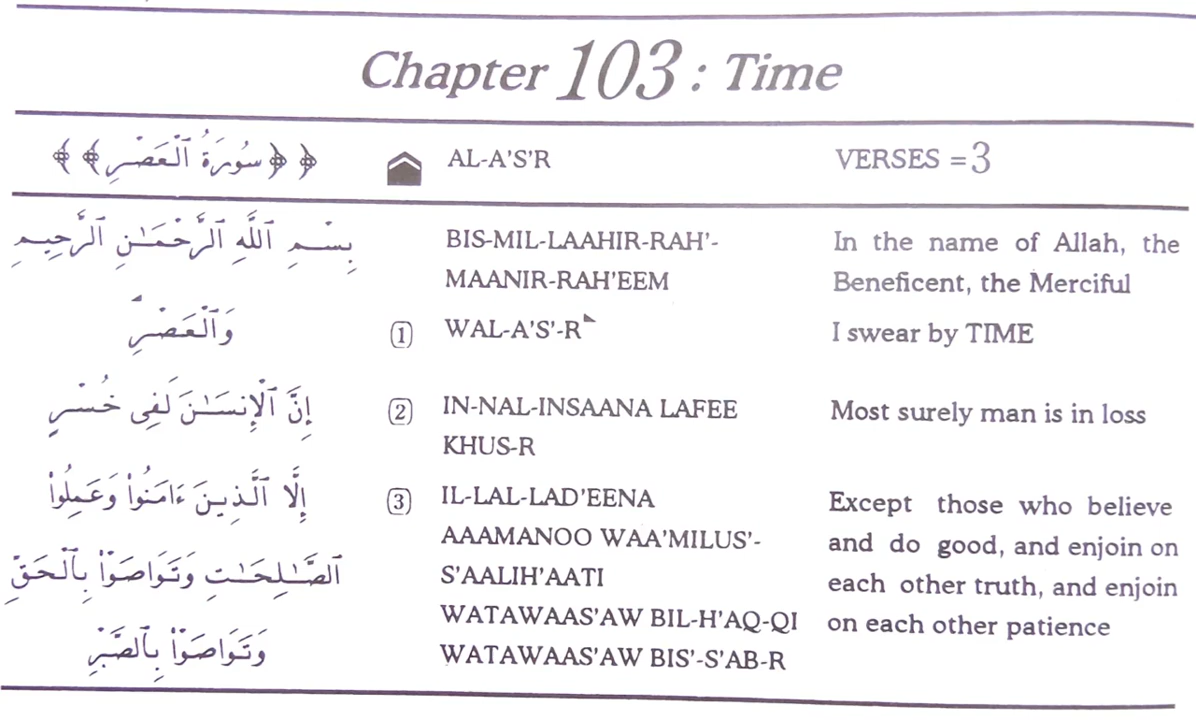 Chapter 103 : Time
﴿ ﴿ سُورَةُ ٱلْعَصْرِ ﴾ ﴾ AL-A'S'R VERSES = 3
بِسْمِ ٱللَّهِ ٱلرَّحْمَـٰنِ ٱلرَّحِيمِ BIS-MIL-LAAHIR-RAH'- In the name of Allah, the
MAANIR-RAH'EEM Beneficent, the Merciful
وَٱلْعَصْرِ (1) WAL-A'S'-R I swear by TIME
إِنَّ ٱلْإِنسَـٰنَ لَفِى خُسْرٍ (2) IN-NAL-INSAANA LAFEE Most surely man is in loss
KHUS-R
إِلَّا ٱلَّذِينَ ءَامَنُوا۟ وَعَمِلُوا۟ (3) IL-LAL-LAD'EENA Except those who believe
AAAMANOO WAA'MILUS'- and do good, and enjoin on
ٱلصَّـٰلِحَـٰتِ وَتَوَاصَوْا۟ بِٱلْحَقِّ S'AALIH'AATI each other truth, and enjoin
WATAWAAS'AW BIL-H'AQ-QI on each other patience
وَتَوَاصَوْا۟ بِٱلصَّبْرِ WATAWAAS'AW BIS'-S'AB-R